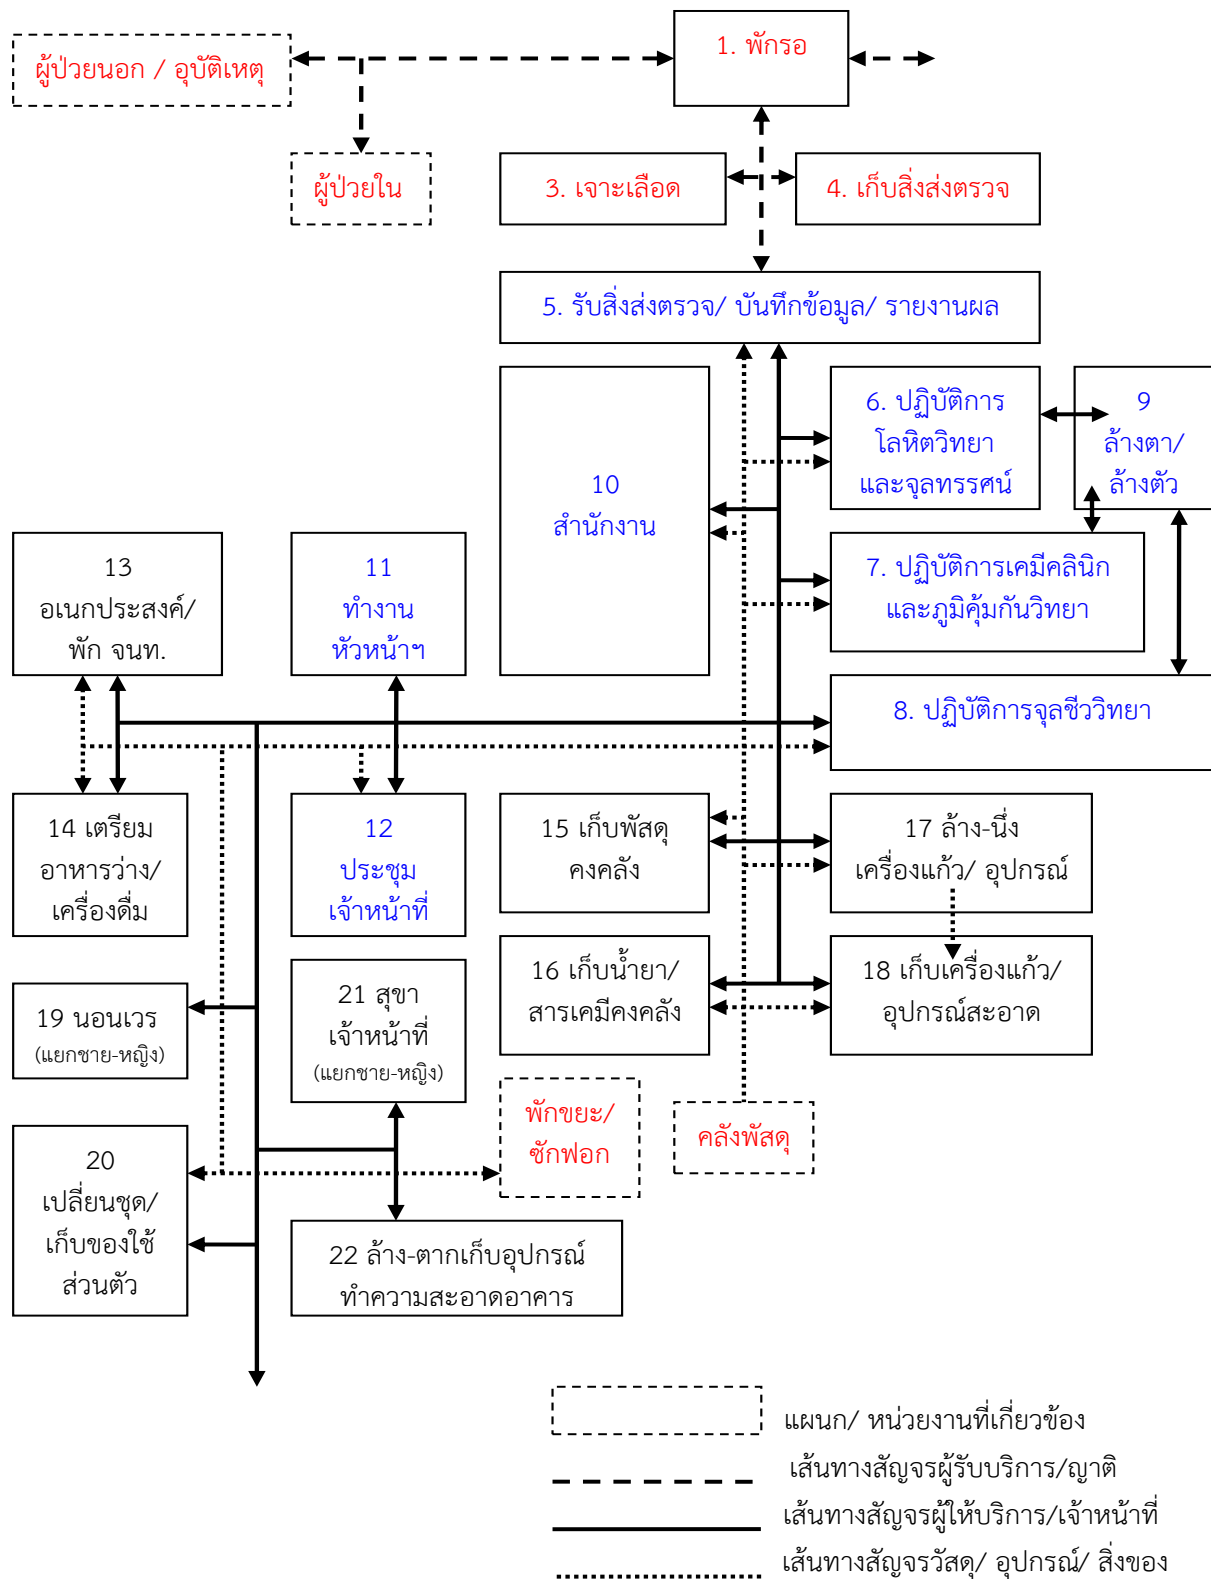 1. พักรอ
ผู้ป่วยนอก / อุบัติเหตุ
ผู้ป่วยใน
3. เจาะเลือด
4. เก็บสิ่งส่งตรวจ
5. รับสิ่งส่งตรวจ/ บันทึกข้อมูล/ รายงานผล
6. ปฏิบัติการ
โลหิตวิทยา
และจุลทรรศน์
9
ล้างตา/
ล้างตัว
10
สำนักงาน
7. ปฏิบัติการเคมีคลินิก
และภูมิคุ้มกันวิทยา
13
อเนกประสงค์/
พัก จนท.
11
ทำงาน
หัวหน้าฯ
8. ปฏิบัติการจุลชีววิทยา
14 เตรียม
อาหารว่าง/
เครื่องดื่ม
12
ประชุม
เจ้าหน้าที่
15 เก็บพัสดุ
คงคลัง
17 ล้าง-นึ่ง
เครื่องแก้ว/ อุปกรณ์
16 เก็บน้ำยา/
สารเคมีคงคลัง
18 เก็บเครื่องแก้ว/
อุปกรณ์สะอาด
19 นอนเวร
(แยกชาย-หญิง)
21 สุขา
เจ้าหน้าที่
(แยกชาย-หญิง)
พักขยะ/
ซักฟอก
คลังพัสดุ
20
เปลี่ยนชุด/
เก็บของใช้
ส่วนตัว
22 ล้าง-ตากเก็บอุปกรณ์
ทำความสะอาดอาคาร
แผนก/ หน่วยงานที่เกี่ยวข้อง
เส้นทางสัญจรผู้รับบริการ/ญาติ
เส้นทางสัญจรผู้ให้บริการ/เจ้าหน้าที่
เส้นทางสัญจรวัสดุ/ อุปกรณ์/ สิ่งของ